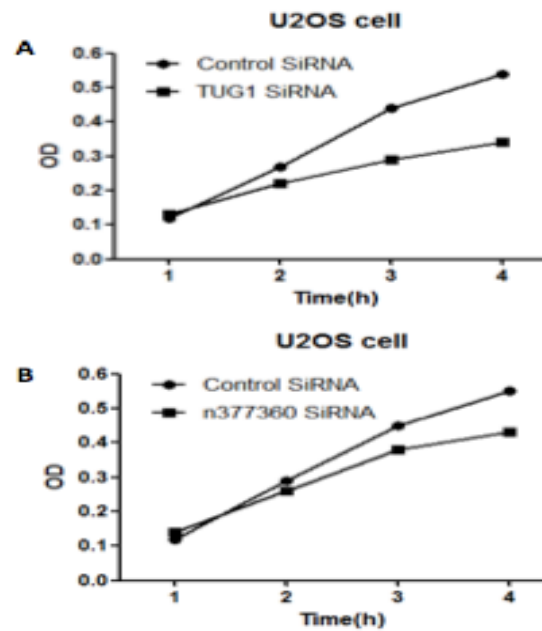 U2OS cell
A
0.6
Control SiRNA
0.5
TUG1 SiRNA
0.4
OD
0.3
0.2
0.1
0.0
1 2 3 4
Time(h)
U2OS cell
B
0.6
Control SiRNA
0.5
n377360 SiRNA
0.4
OD
0.3
0.2
0.1
0.0
1 2 3 4
Time(h)